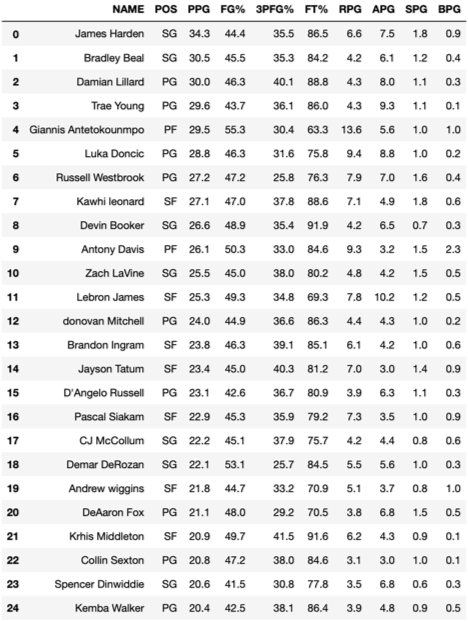 NAME POS PPG FG% 3PFG% FT% RPG APG SPG BPG
0 James Harden SG 34.3 44.4 35.5 86.5 6.6 7.5 1.8 0.9
1 Bradley Beal SG 30.5 45.5 35.3 84.2 4.2 6.1 1.2 0.4
2 Damian Lillard PG 30.0 46.3 40.1 88.8 4.3 8.0 1.1 0.3
3 Trae Young PG 29.6 43.7 36.1 86.0 4.3 9.3 1.1 0.1
4 Giannis Antetokounmpo PF 29.5 55.3 30.4 63.3 13.6 5.6 1.0 1.0
5 Luka Doncic PG 28.8 46.3 31.6 75.8 9.4 8.8 1.0 0.2
6 Russell Westbrook PG 27.2 47.2 25.8 76.3 7.9 7.0 1.6 0.4
7 Kawhi leonard SF 27.1 47.0 37.8 88.6 7.1 4.9 1.8 0.6
8 Devin Booker SG 26.6 48.9 35.4 91.9 4.2 6.5 0.7 0.3
9 Antony Davis PF 26.1 50.3 33.0 84.6 9.3 3.2 1.5 2.3
10 Zach LaVine SG 25.5 45.0 38.0 80.2 4.8 4.2 1.5 0.5
11 Lebron James SF 25.3 49.3 34.8 69.3 7.8 10.2 1.2 0.5
12 donovan Mitchell PG 24.0 44.9 36.6 86.3 4.4 4.3 1.0 0.2
13 Brandon Ingram SF 23.8 46.3 39.1 85.1 6.1 4.2 1.0 0.6
14 Jayson Tatum SF 23.4 45.0 40.3 81.2 7.0 3.0 1.4 0.9
15 D'Angelo Russell PG 23.1 42.6 36.7 80.9 3.9 6.3 1.1 0.3
16 Pascal Siakam SF 22.9 45.3 35.9 79.2 7.3 3.5 1.0 0.9
17 CJ McCollum SG 22.2 45.1 37.9 75.7 4.2 4.4 0.8 0.6
18 Demar DeRozan SG 22.1 53.1 25.7 84.5 5.5 5.6 1.0 0.3
19 Andrew wiggins SF 21.8 44.7 33.2 70.9 5.1 3.7 0.8 1.0
20 DeAaron Fox PG 21.1 48.0 29.2 70.5 3.8 6.8 1.5 0.5
21 Krhis Middleton SF 20.9 49.7 41.5 91.6 6.2 4.3 0.9 0.1
22 Collin Sexton PG 20.8 47.2 38.0 84.6 3.1 3.0 1.0 0.1
23 Spencer Dinwiddie SG 20.6 41.5 30.8 77.8 3.5 6.8 0.6 0.3
24 Kemba Walker PG 20.4 42.5 38.1 86.4 3.9 4.8 0.9 0.5